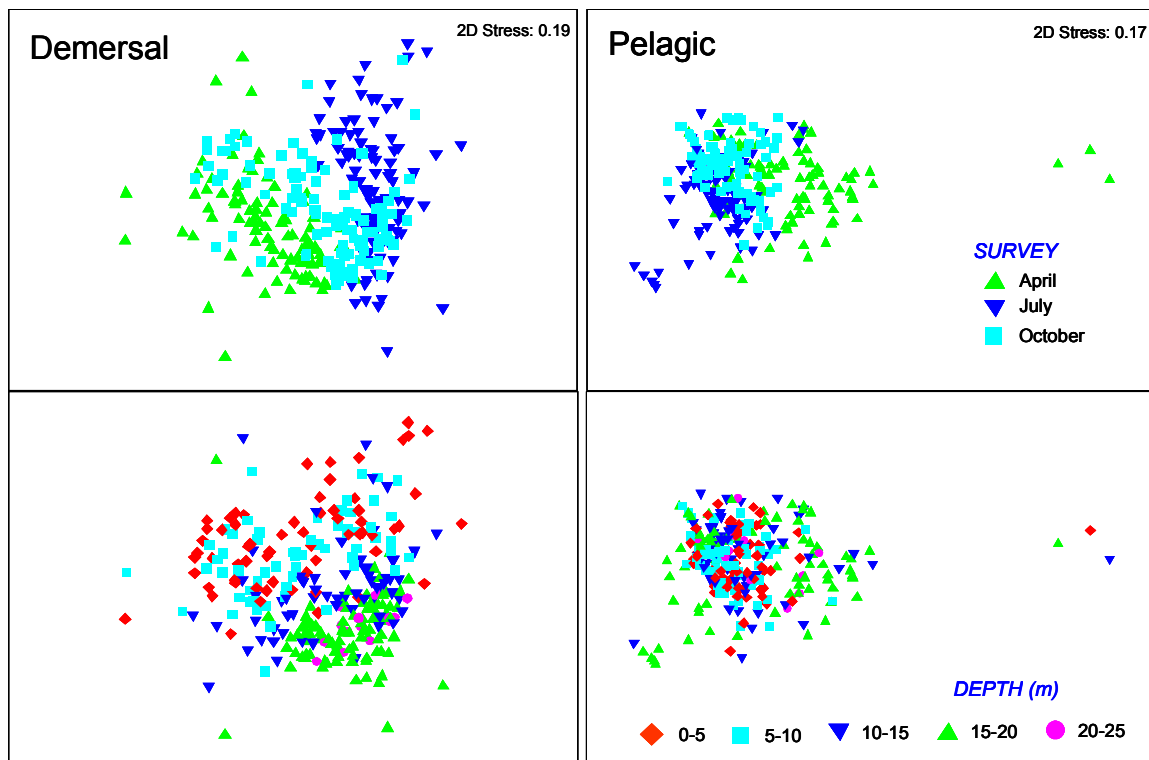 Demersal
2D Stress: 0.19
Pelagic
2D Stress: 0.17
SURVEY
April
July
October
DEPTH (m)
0-5 5-10 10-15 15-20 20-25